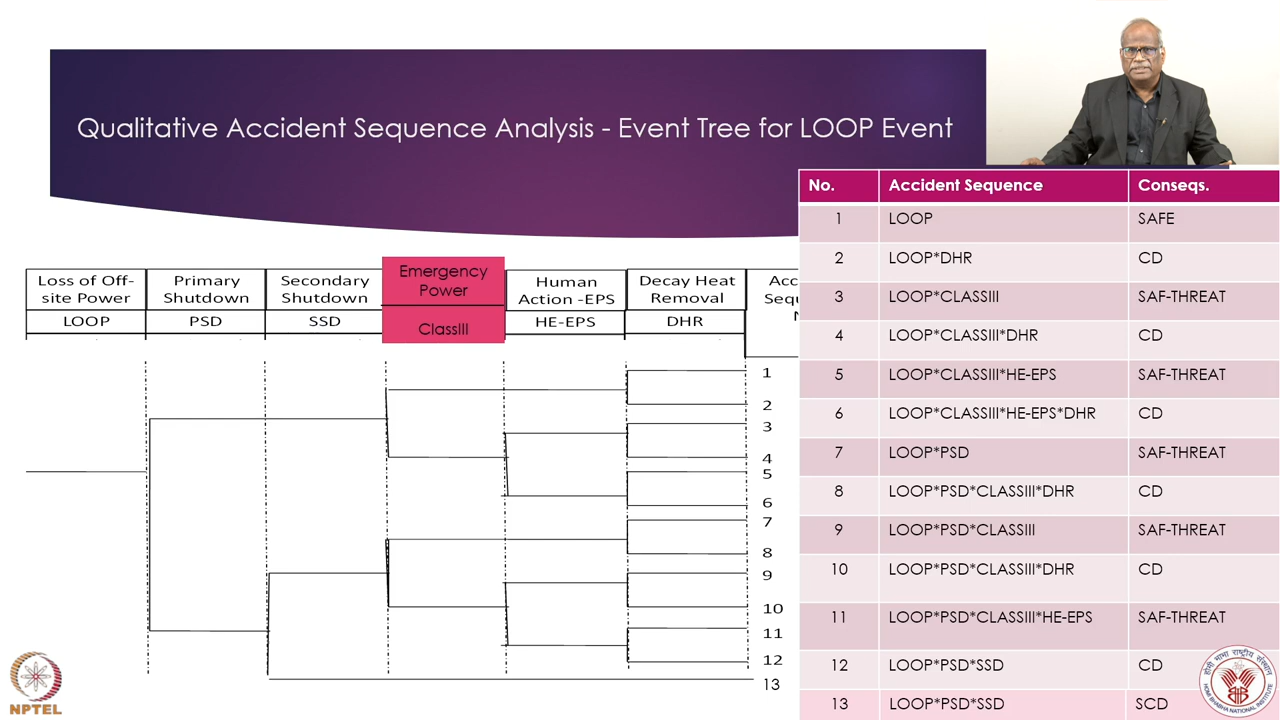 Qualitative Accident Sequence Analysis - Event Tree for LOOP Event
No. Accident Sequence Conseqs.
1 LOOP SAFE
2 LOOP*DHR CD
3 LOOP*CLASSIII SAF-THREAT
4 LOOP*CLASSIII*DHR CD
5 LOOP*CLASSIII*HE-EPS SAF-THREAT
6 LOOP*CLASSIII*HE-EPS*DHR CD
7 LOOP*PSD SAF-THREAT
8 LOOP*PSD*CLASSIII*DHR CD
9 LOOP*PSD*CLASSIII SAF-THREAT
10 LOOP*PSD*CLASSIII*DHR CD
11 LOOP*PSD*CLASSIII*HE-EPS SAF-THREAT
12 LOOP*PSD*SSD CD
13 LOOP*PSD*SSD SCD
Loss of Off-
site Power
LOOP
Primary
Shutdown
PSD
Secondary
Shutdown
SSD
Emergency
Power
ClassIII
Human
Action -EPS
HE-EPS
Decay Heat
Removal
DHR
1
2
3
4
5
6
7
8
9
10
11
12
13
NPTEL